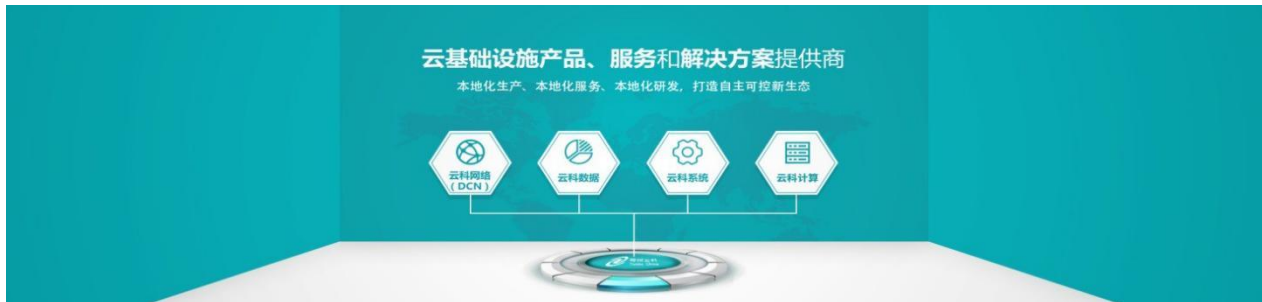 云基础设施产品、服务和解决方案提供商
本地化生产、本地化服务、本地化研发，打造自主可控新生态
云科网络
（DCN）
云科数据
云科系统
云科计算